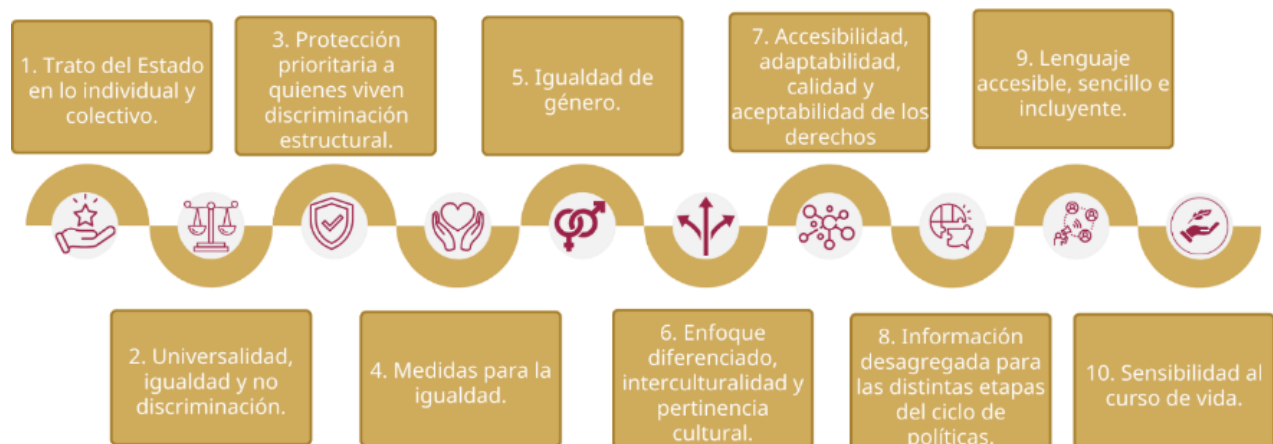 1. Trato del Estado
en lo individual y
colectivo.
2. Universalidad,
igualdad y no
discriminación.
3. Protección
prioritaria a
quienes viven
discriminación
estructural.
4. Medidas para la
igualdad.
5. Igualdad de
género.
6. Enfoque
diferenciado,
interculturalidad y
pertinencia
cultural.
7. Accesibilidad,
adaptabilidad,
calidad y
aceptabilidad de los
derechos
8. Información
desagregada para
las distintas etapas
del ciclo de
políticas.
9. Lenguaje
accesible, sencillo e
incluyente.
10. Sensibilidad al
curso de vida.